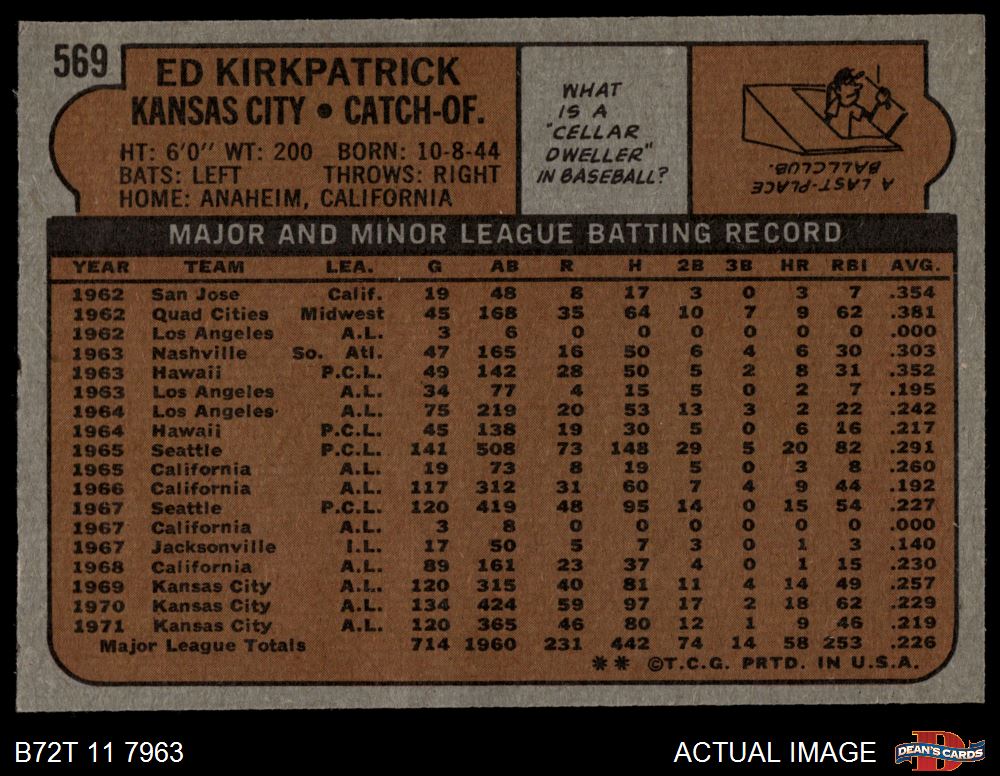 569
ED KIRKPATRICK
KANSAS CITY • CATCH-OF.
HT: 6'0" WT: 200 BORN: 10-8-44
BATS: LEFT THROWS: RIGHT
HOME: ANAHEIM, CALIFORNIA
WHAT
IS A
"CELLAR
DWELLER"
IN BASEBALL?
A LAST-PLACE
BALLCLUB.
MAJOR AND MINOR LEAGUE BATTING RECORD
YEAR TEAM LEA. G AB R H 2B 3B HR RBI AVG.
1962 San Jose Calif. 19 48 8 17 3 0 3 7 .354
1962 Quad Cities Midwest 45 168 35 64 10 7 9 62 .381
1962 Los Angeles A.L. 3 6 0 0 0 0 0 0 .000
1963 Nashville So. Atl. 47 165 16 50 6 4 6 30 .303
1963 Hawaii P.C.L. 49 142 28 50 5 2 8 31 .352
1963 Los Angeles A.L. 34 77 4 15 5 0 2 7 .195
1964 Los Angeles A.L. 75 219 20 53 13 3 2 22 .242
1964 Hawaii P.C.L. 45 138 19 30 5 0 6 16 .217
1965 Seattle P.C.L. 141 508 73 148 29 5 20 82 .291
1965 California A.L. 19 73 8 19 5 0 3 8 .260
1966 California A.L. 117 312 31 60 7 4 9 44 .192
1967 Seattle P.C.L. 120 419 48 95 14 0 15 54 .227
1967 California A.L. 3 8 0 0 0 0 0 0 .000
1967 Jacksonville I.L. 17 50 5 7 3 0 1 3 .140
1968 California A.L. 89 161 23 37 4 0 1 15 .230
1969 Kansas City A.L. 120 315 40 81 11 4 14 49 .257
1970 Kansas City A.L. 134 424 59 97 17 2 18 62 .229
1971 Kansas City A.L. 120 365 46 80 12 1 9 46 .219
Major League Totals 714 1960 231 442 74 14 58 253 .226
** ©T.C.G. PRTD. IN U.S.A.
B72T 11 7963
ACTUAL IMAGE
DEAN'S CARDS